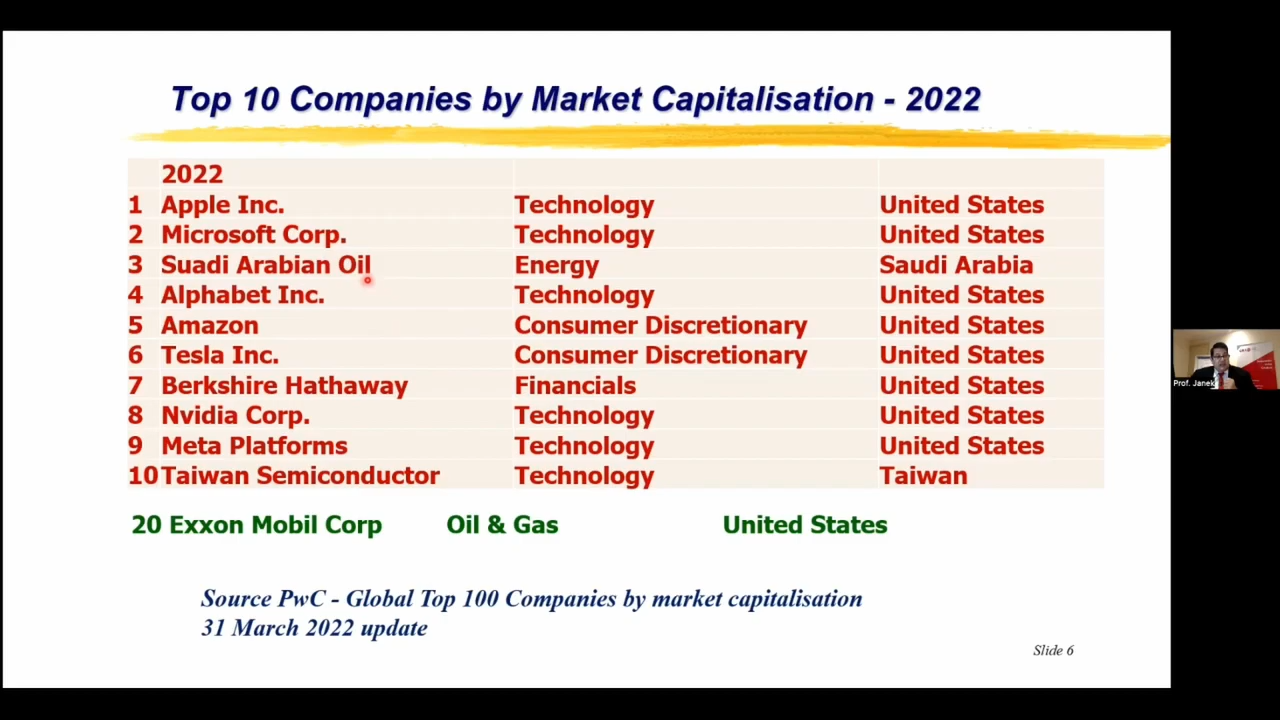 Top 10 Companies by Market Capitalisation - 2022
2022
1 Apple Inc. Technology United States
2 Microsoft Corp. Technology United States
3 Suadi Arabian Oil Energy Saudi Arabia
4 Alphabet Inc. Technology United States
5 Amazon Consumer Discretionary United States
6 Tesla Inc. Consumer Discretionary United States
7 Berkshire Hathaway Financials United States
8 Nvidia Corp. Technology United States
9 Meta Platforms Technology United States
10 Taiwan Semiconductor Technology Taiwan
20 Exxon Mobil Corp Oil & Gas United States
Source PwC - Global Top 100 Companies by market capitalisation
31 March 2022 update
Slide 6
Prof. Janek